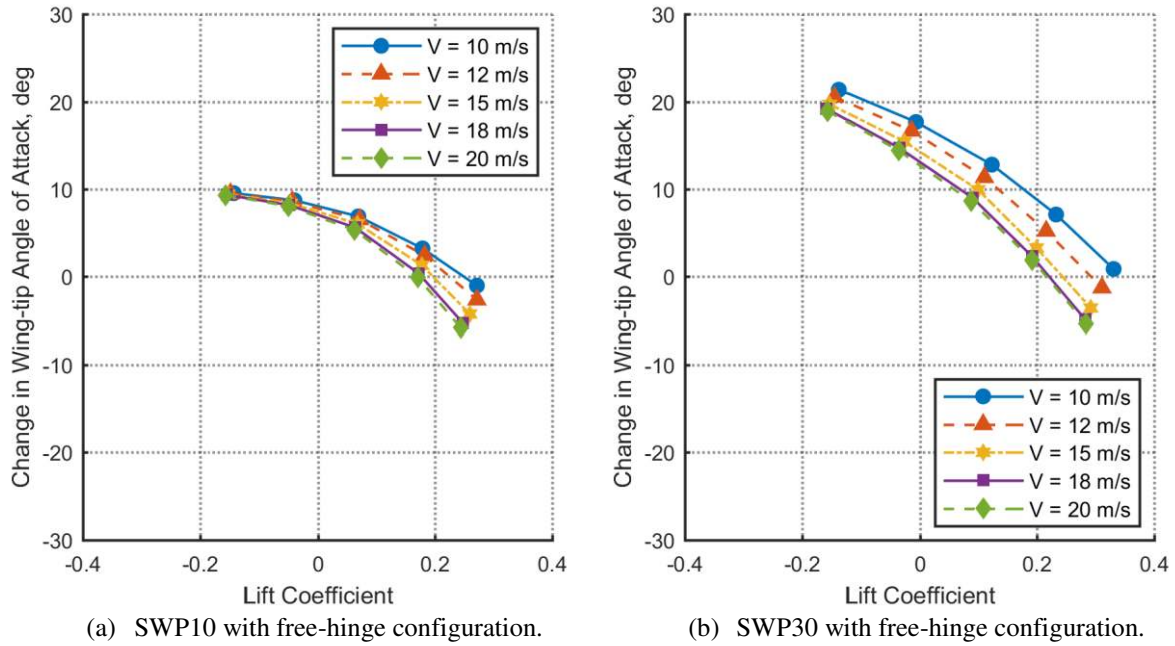 30
20
10
0
-10
-20
-30
-0.4
-0.2
0
0.2
0.4
Change in Wing-tip Angle of Attack, deg
Lift Coefficient
V = 10 m/s
V = 12 m/s
V = 15 m/s
V = 18 m/s
V = 20 m/s
(a) SWP10 with free-hinge configuration.
30
20
10
0
-10
-20
-30
-0.4
-0.2
0
0.2
0.4
Change in Wing-tip Angle of Attack, deg
Lift Coefficient
V = 10 m/s
V = 12 m/s
V = 15 m/s
V = 18 m/s
V = 20 m/s
(b) SWP30 with free-hinge configuration.